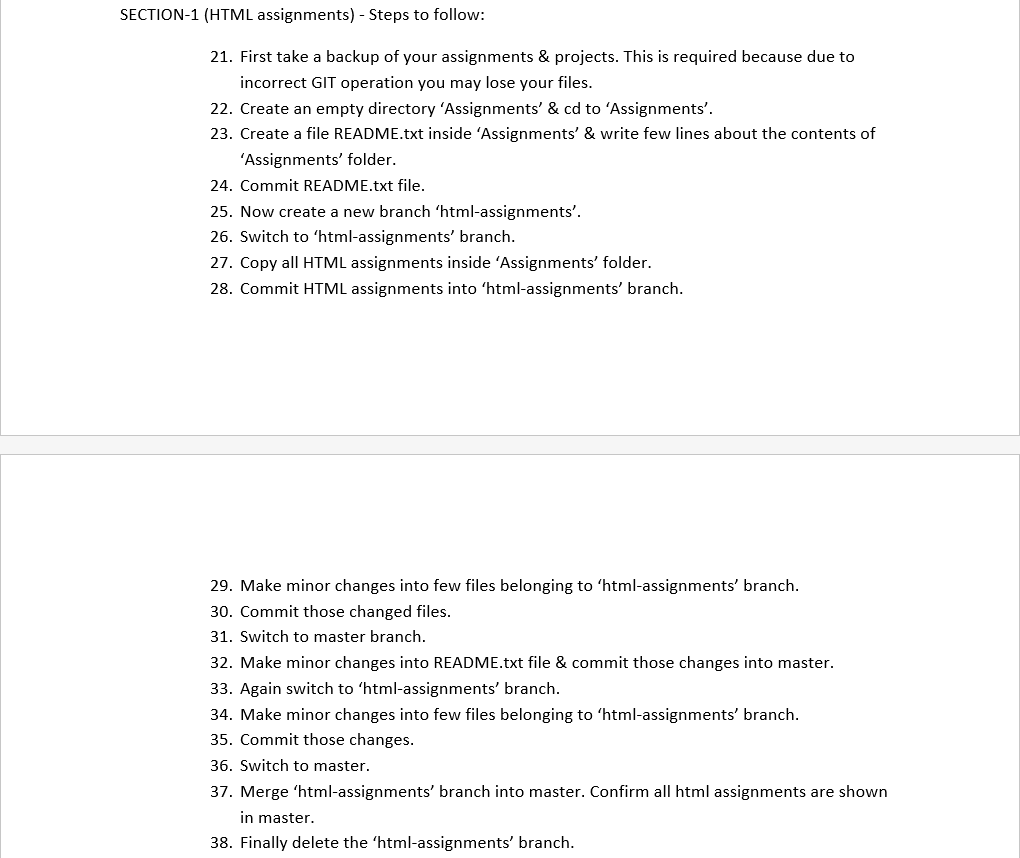 SECTION-1 (HTML assignments) - Steps to follow:
21. First take a backup of your assignments & projects. This is required because due to
incorrect GIT operation you may lose your files.
22. Create an empty directory ‘Assignments’ & cd to ‘Assignments’.
23. Create a file README.txt inside ‘Assignments’ & write few lines about the contents of
‘Assignments’ folder.
24. Commit README.txt file.
25. Now create a new branch ‘html-assignments’.
26. Switch to ‘html-assignments’ branch.
27. Copy all HTML assignments inside ‘Assignments’ folder.
28. Commit HTML assignments into ‘html-assignments’ branch.
29. Make minor changes into few files belonging to ‘html-assignments’ branch.
30. Commit those changed files.
31. Switch to master branch.
32. Make minor changes into README.txt file & commit those changes into master.
33. Again switch to ‘html-assignments’ branch.
34. Make minor changes into few files belonging to ‘html-assignments’ branch.
35. Commit those changes.
36. Switch to master.
37. Merge ‘html-assignments’ branch into master. Confirm all html assignments are shown
in master.
38. Finally delete the ‘html-assignments’ branch.